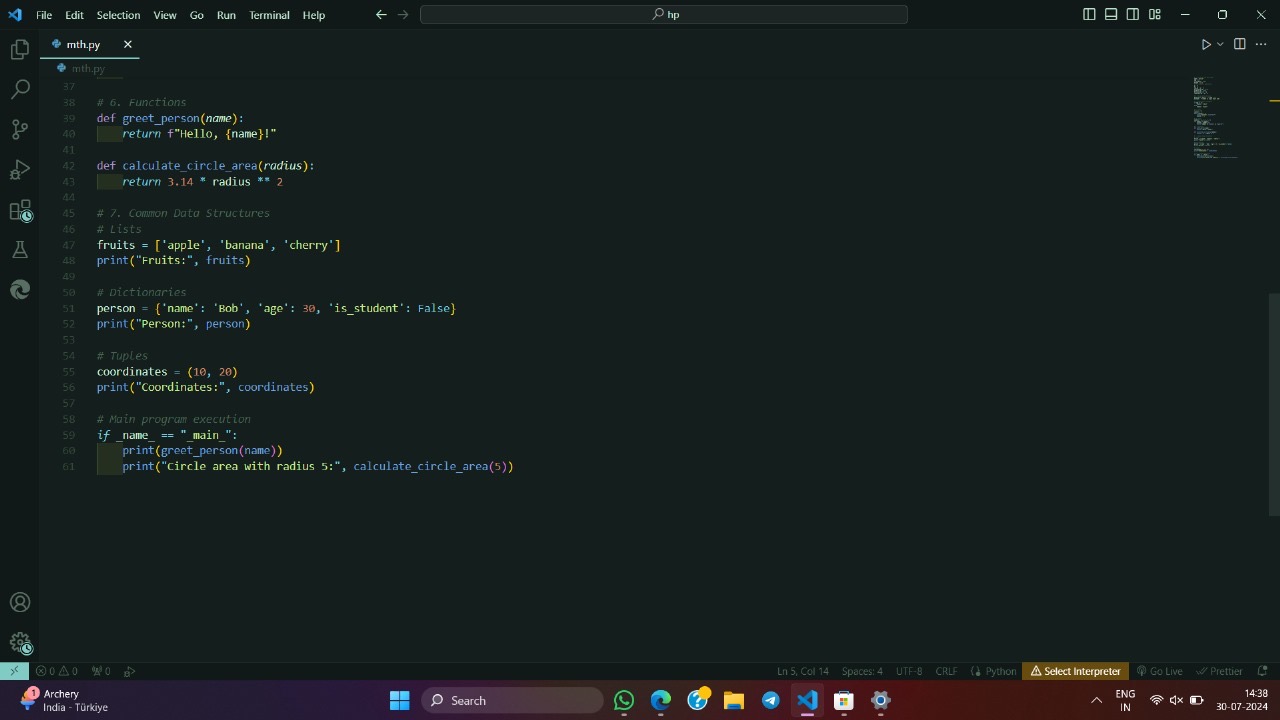 File Edit Selection View Go Run Terminal Help
hp
mth.py
mth.py
37
38 # 6. Functions
39 def greet_person(name):
40 return f"Hello, {name}!"
41
42 def calculate_circle_area(radius):
43 return 3.14 * radius ** 2
44
45 # 7. Common Data Structures
46 # Lists
47 fruits = ['apple', 'banana', 'cherry']
48 print("Fruits:", fruits)
49
50 # Dictionaries
51 person = {'name': 'Bob', 'age': 30, 'is_student': False}
52 print("Person:", person)
53
54 # Tuples
55 coordinates = (10, 20)
56 print("Coordinates:", coordinates)
57
58 # Main program execution
59 if _name_ == "_main_":
60 print(greet_person(name))
61 print("Circle area with radius 5:", calculate_circle_area(5))
0 0 0 Ln 5, Col 14 Spaces: 4 UTF-8 CRLF Python Select Interpreter Go Live Prettier
1 Archery
India - Türkiye
Search
ENG
IN
14:38
30-07-2024